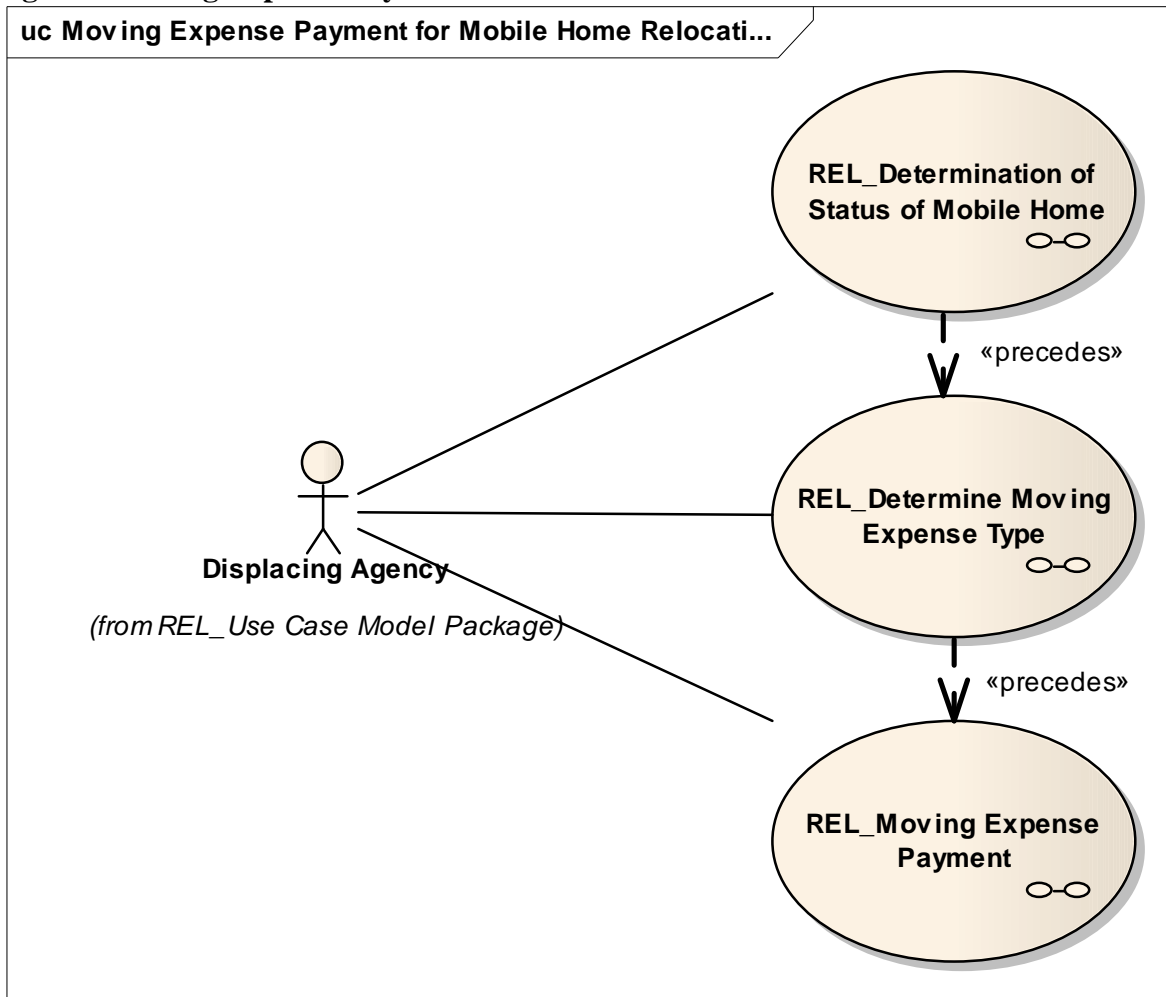 uc Moving Expense Payment for Mobile Home Relocati...
REL_Determination of
Status of Mobile Home
«precedes»
REL_Determine Moving
Expense Type
Displacing Agency
(from REL_Use Case Model Package)
«precedes»
REL_Moving Expense
Payment